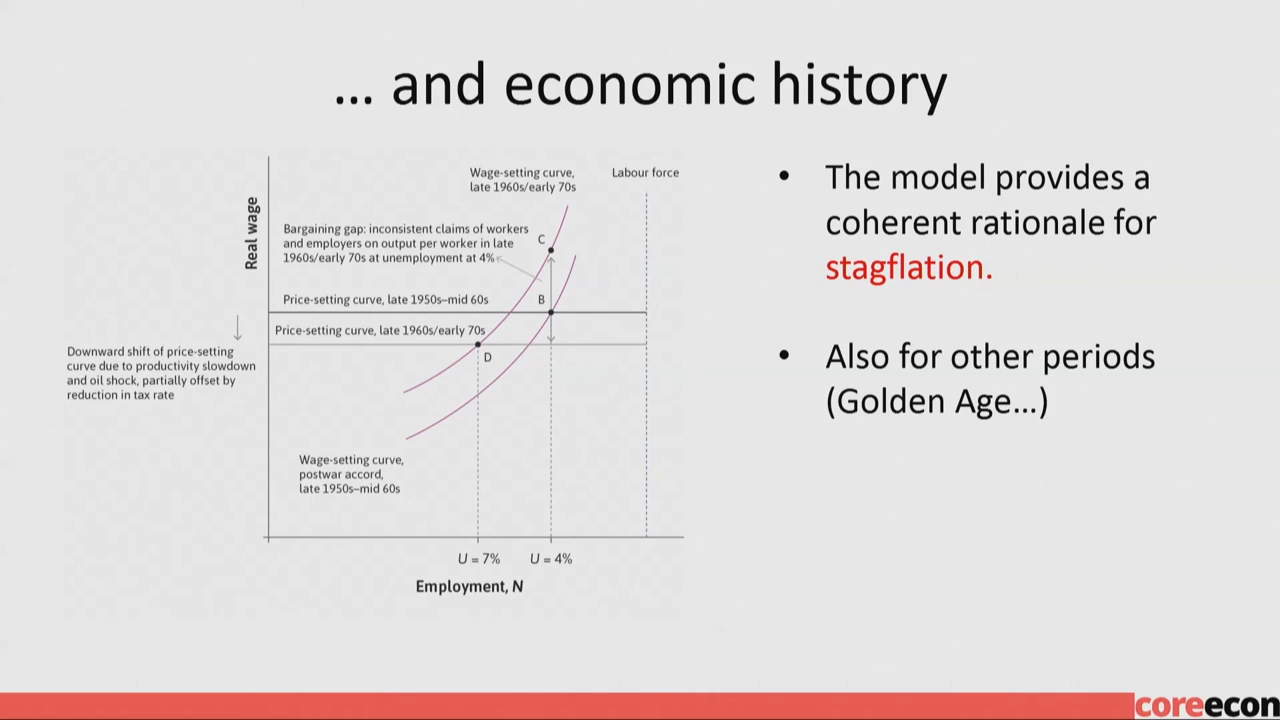 ... and economic history
Wage-setting curve,
late 1960s/early 70s
Labour force
Real wage
Bargaining gap: inconsistent claims of workers
and employers on output per worker in late
1960s/early 70s at unemployment at 4%
C
Price-setting curve, late 1950s–mid 60s
B
Price-setting curve, late 1960s/early 70s
D
Downward shift of price-setting
curve due to productivity slowdown
and oil shock, partially offset by
reduction in tax rate
Wage-setting curve,
postwar accord,
late 1950s–mid 60s
U = 7%
U = 4%
Employment, N
• The model provides a
coherent rationale for
stagflation.
• Also for other periods
(Golden Age...)
coreecon